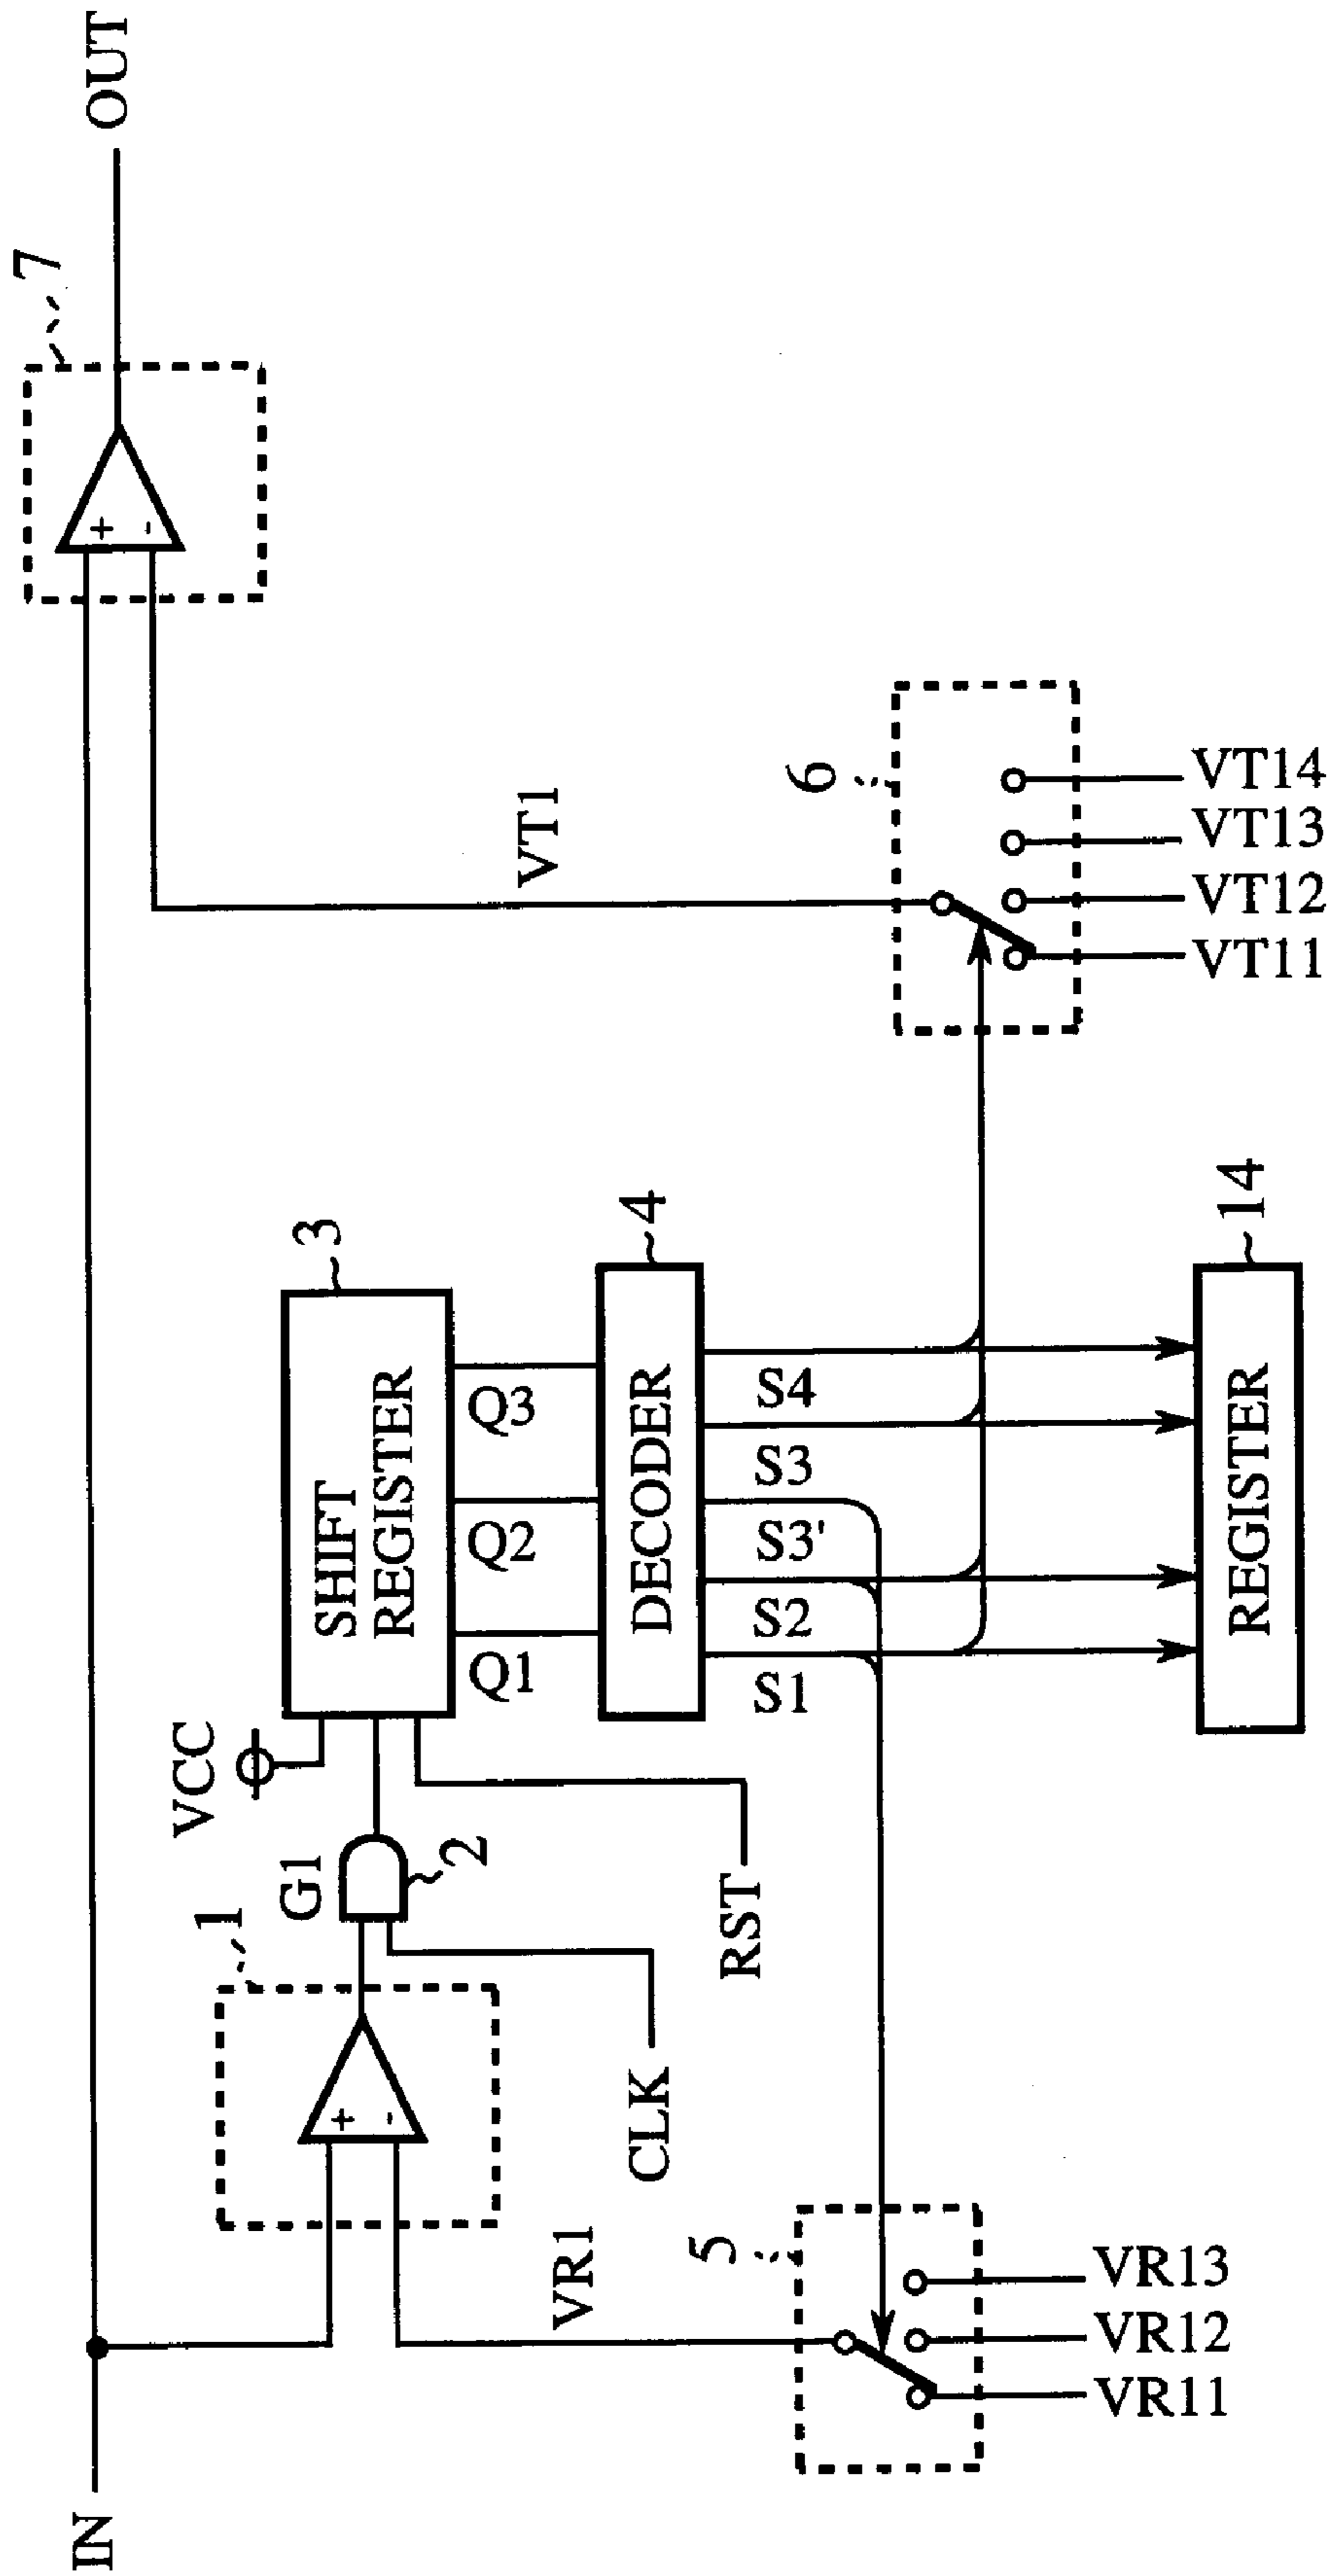 IN
OUT
7
1
G1
2
VCC
SHIFT
REGISTER
3
CLK
RST
Q1
Q2
Q3
DECODER
4
VR1
VT1
S1
S2
S3'
S3
S4
5
6
VR11
VR12
VR13
VT11
VT12
VT13
VT14
REGISTER
14
+
-
+
-